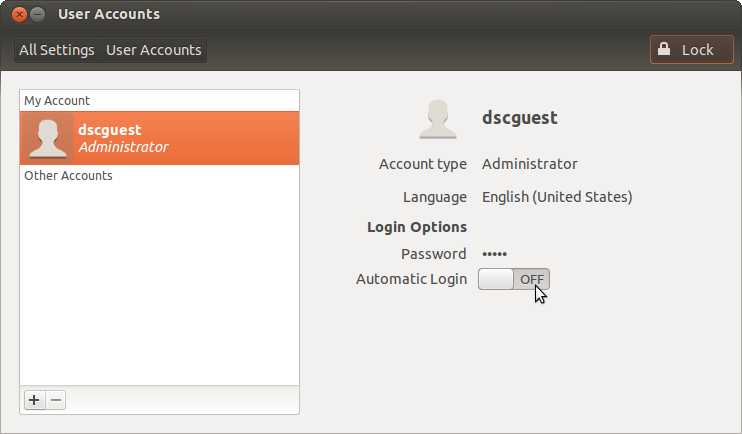 User Accounts
All Settings User Accounts Lock
My Account
dscguest
Administrator
Other Accounts
dscguest
Account type Administrator
Language English (United States)
Login Options
Password •••••
Automatic Login OFF